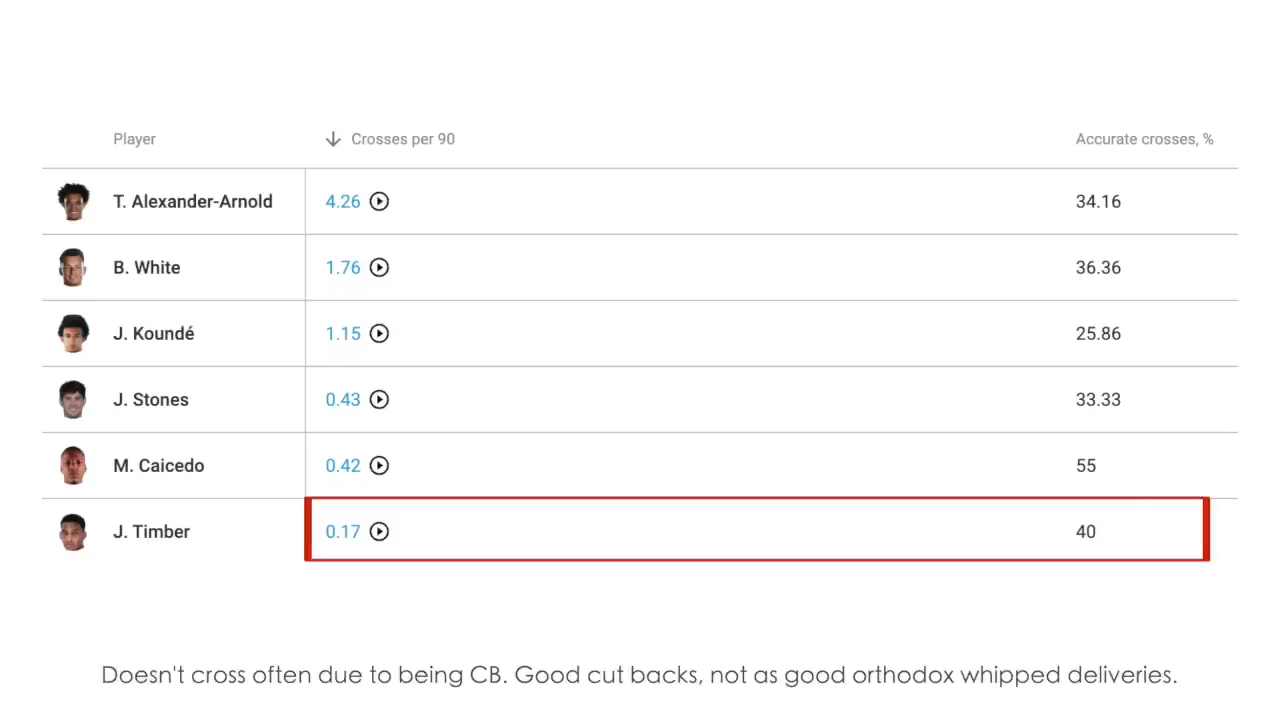 Player Crosses per 90 Accurate crosses, %
T. Alexander-Arnold 4.26 34.16
B. White 1.76 36.36
J. Koundé 1.15 25.86
J. Stones 0.43 33.33
M. Caicedo 0.42 55
J. Timber 0.17 40
Doesn't cross often due to being CB. Good cut backs, not as good orthodox whipped deliveries.